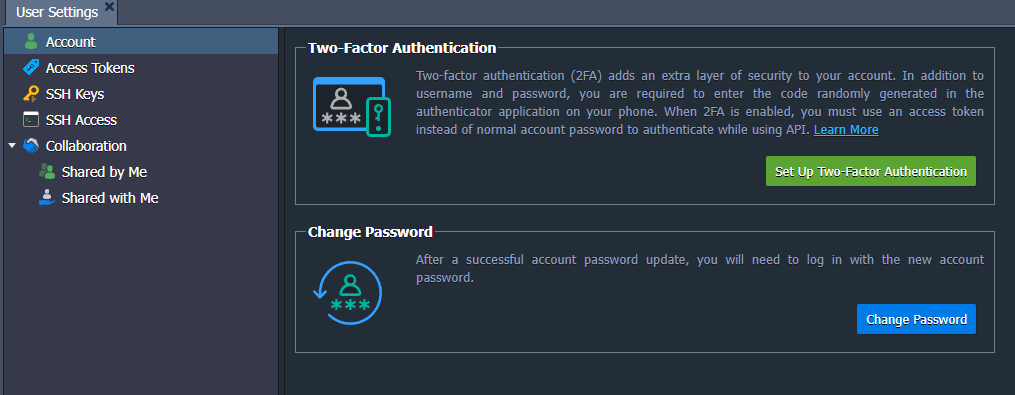 User Settings
Account
Access Tokens
SSH Keys
SSH Access
Collaboration
Shared by Me
Shared with Me
Two-Factor Authentication
Two-factor authentication (2FA) adds an extra layer of security to your account. In addition to
username and password, you are required to enter the code randomly generated in the
authenticator application on your phone. When 2FA is enabled, you must use an access token
instead of normal account password to authenticate while using API. Learn More
Set Up Two-Factor Authentication
Change Password
After a successful account password update, you will need to log in with the new account
password.
Change Password